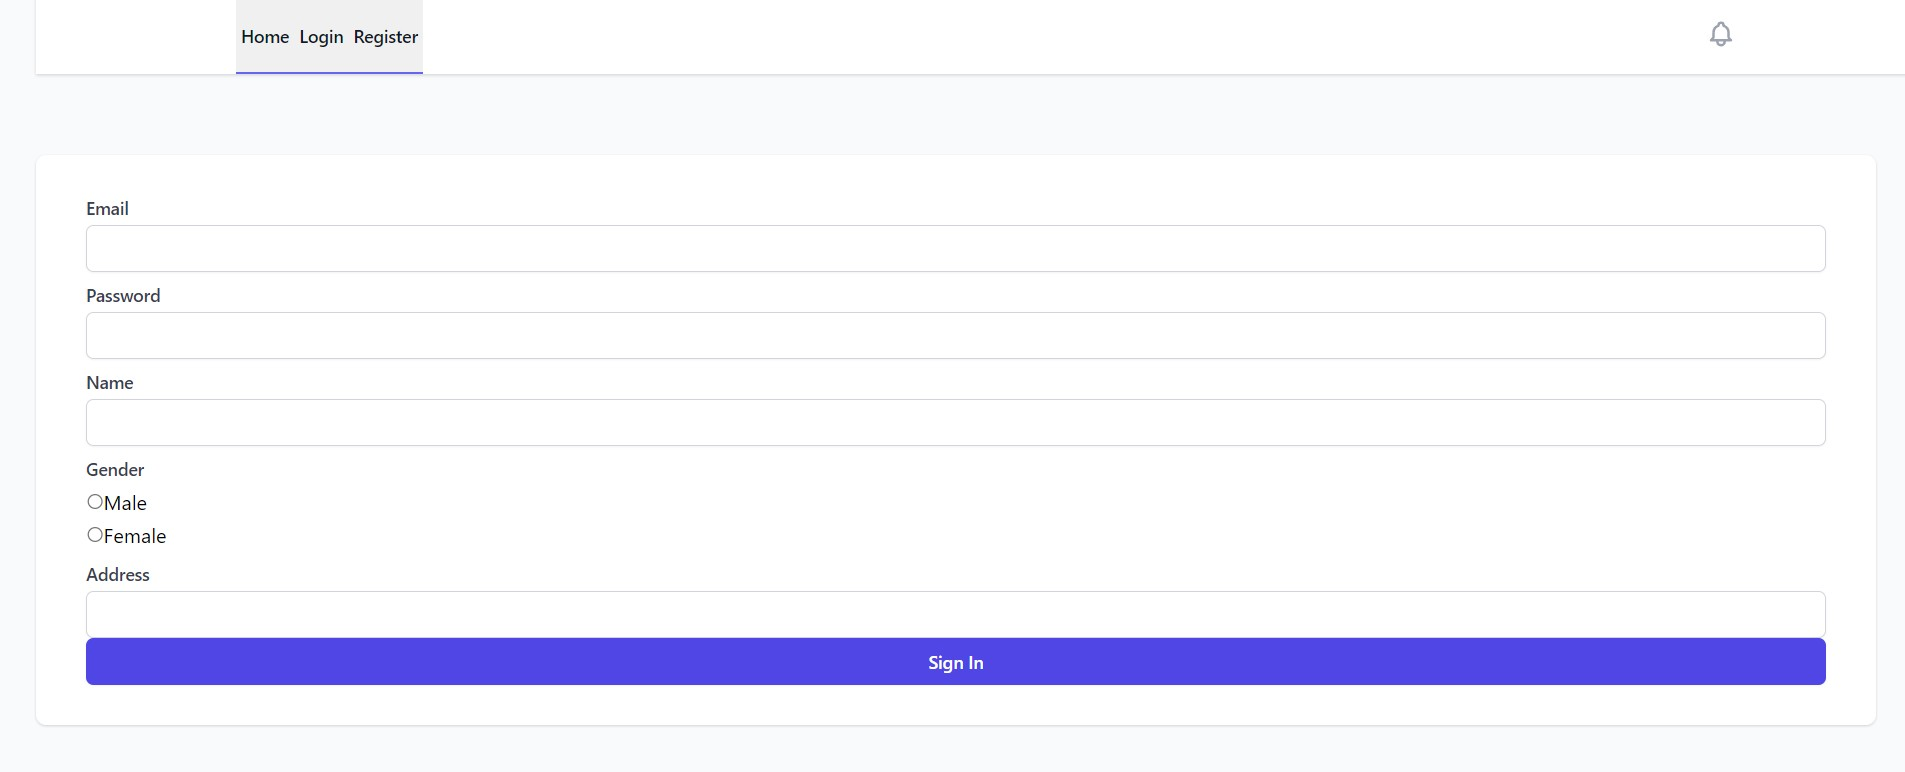 Home Login Register
Email
Password
Name
Gender
Male
Female
Address
Sign In